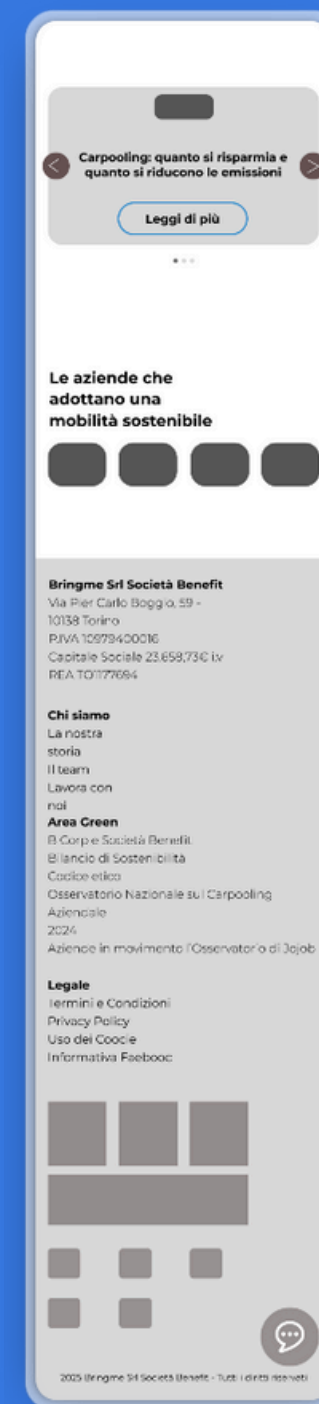 Carpooling: quanto si risparmia e
quanto si riducono le emissioni
Leggi di più
Le aziende che
adottano una
mobilità sostenibile
Bringme Srl Società Benefit
Via Pier Carlo Boggio, 59 -
10138 Torino
P.IVA 10979400016
Capitale Sociale 23.658,73€ i.v
REA TO1177694
Chi siamo
La nostra
storia
Il team
Lavora con
noi
Area Green
B Corp e Società Benefit
Bilancio di Sostenibilità
Codice etico
Osservatorio Nazionale sul Carpooling
Aziendale
2024
Aziende in movimento l'Osservatorio di Jojob
Legale
Termini e Condizioni
Privacy Policy
Uso dei Coocie
Informativa Faebooc
2025 Bringme Srl Società Benefit - Tutti i diritti riservati